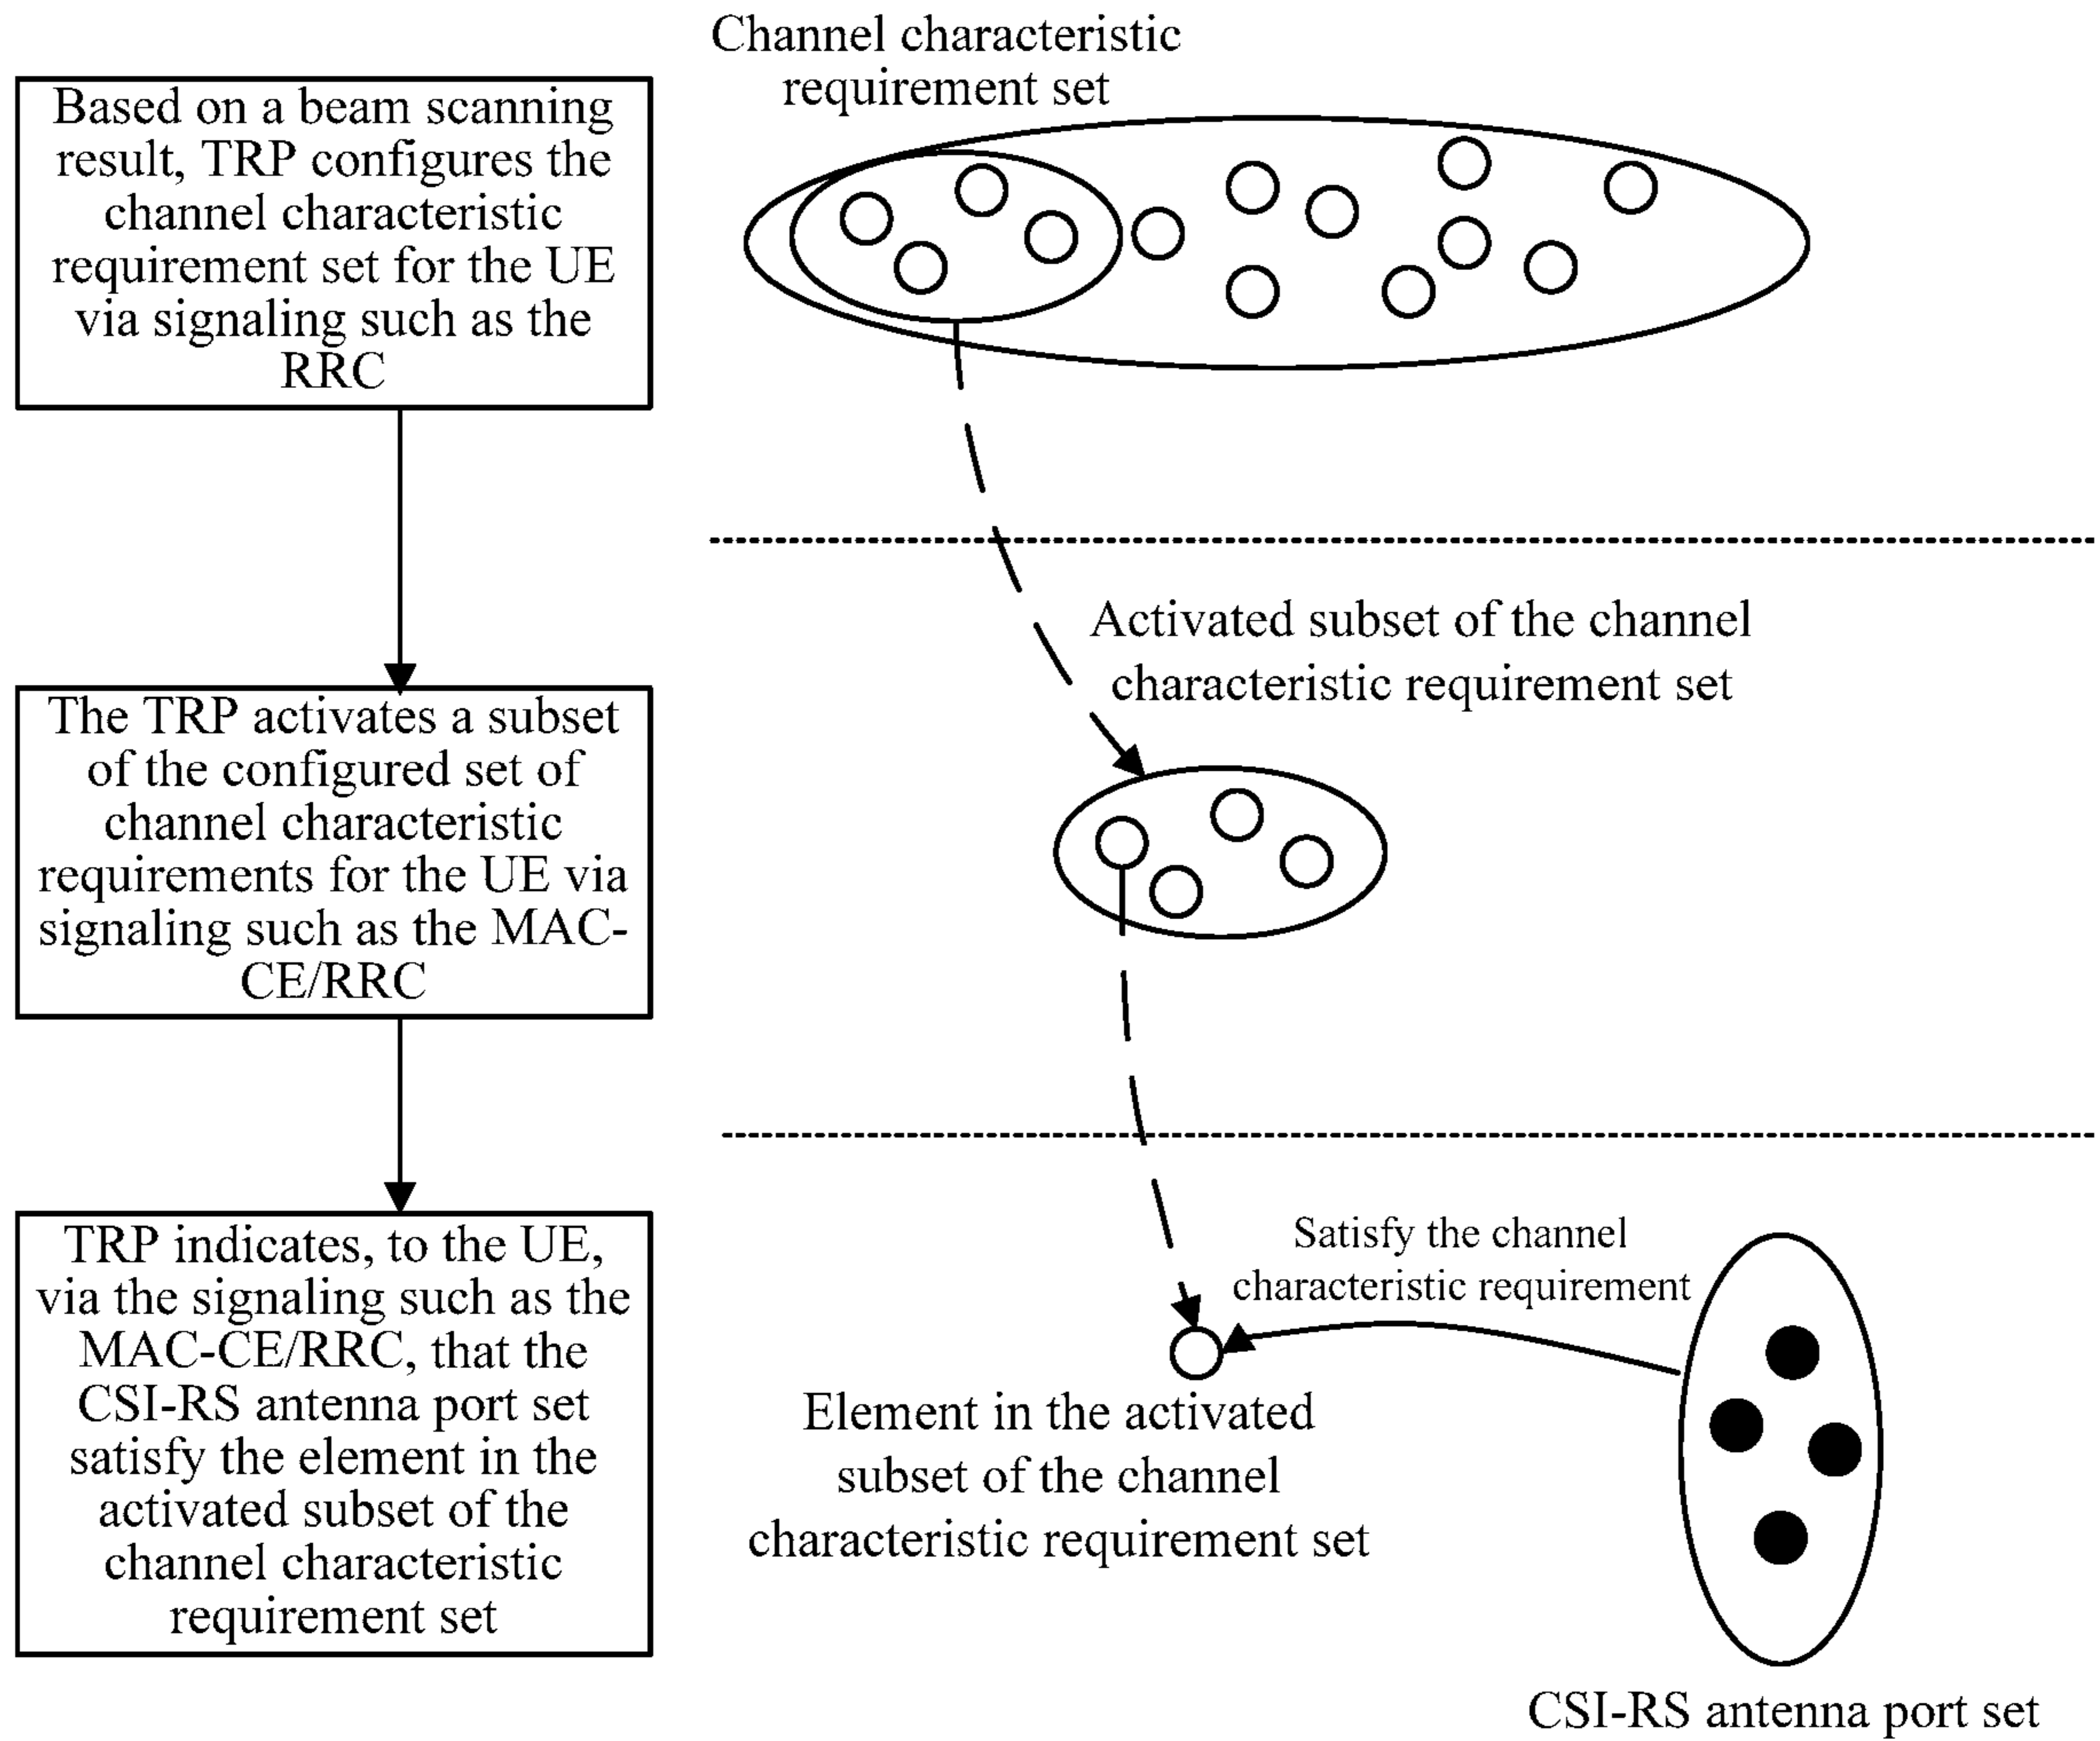 Channel characteristic
requirement set
Based on a beam scanning
result, TRP configures the
channel characteristic
requirement set for the UE
via signaling such as the
RRC
Activated subset of the channel
characteristic requirement set
The TRP activates a subset
of the configured set of
channel characteristic
requirements for the UE via
signaling such as the MAC-
CE/RRC
TRP indicates, to the UE,
via the signaling such as the
MAC-CE/RRC, that the
CSI-RS antenna port set
satisfy the element in the
activated subset of the
channel characteristic
requirement set
Satisfy the channel
characteristic requirement
Element in the activated
subset of the channel
characteristic requirement set
CSI-RS antenna port set